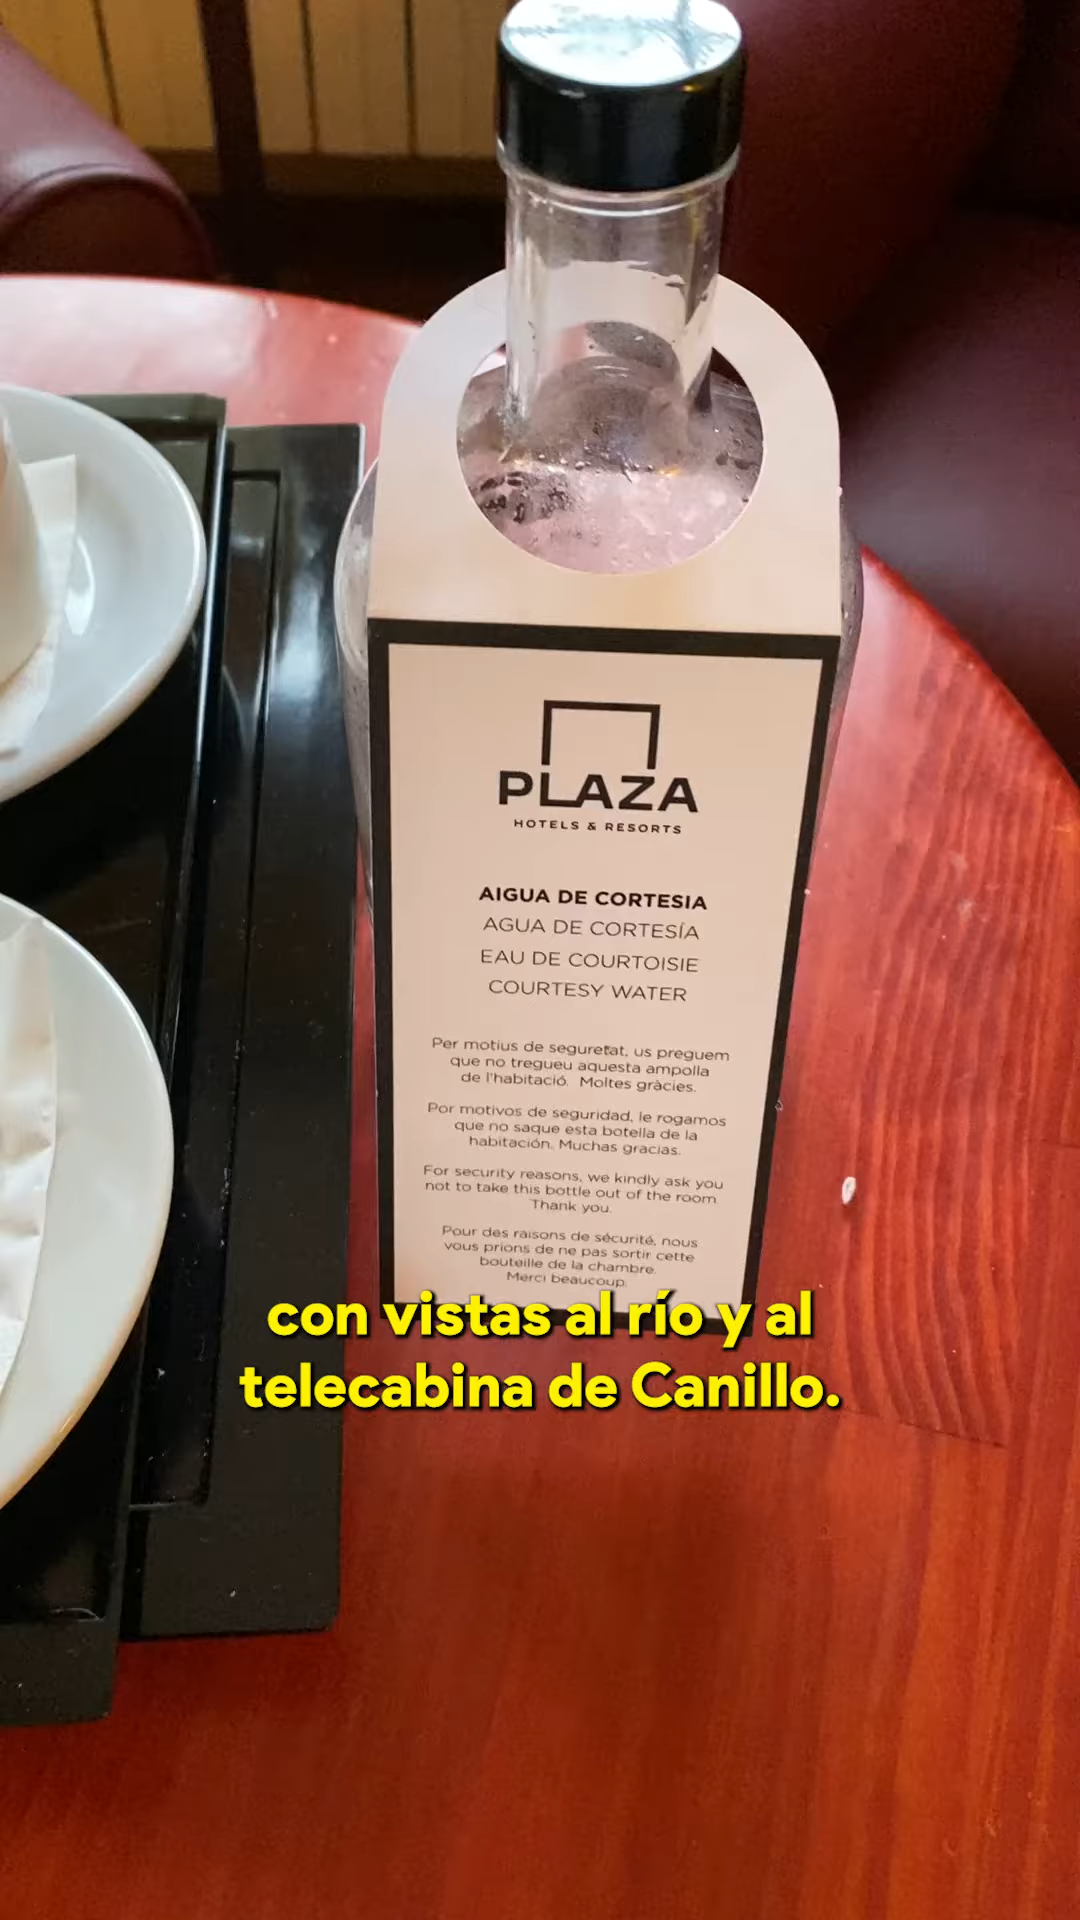 PLAZA
HOTELS & RESORTS
AIGUA DE CORTESIA
AGUA DE CORTESÍA
EAU DE COURTOISIE
COURTESY WATER
Per motius de seguretat, us preguem
que no tregueu aquesta ampolla
de l'habitació. Moltes gràcies.
Por motivos de seguridad, le rogamos
que no saque esta botella de la
habitación. Muchas gracias.
For security reasons, we kindly ask you
not to take this bottle out of the room
Thank you.
Pour des raisons de sécurité, nous
vous prions de ne pas sortir cette
bouteille de la chambre.
Merci beaucoup.
con vistas al río y al
telecabina de Canillo.